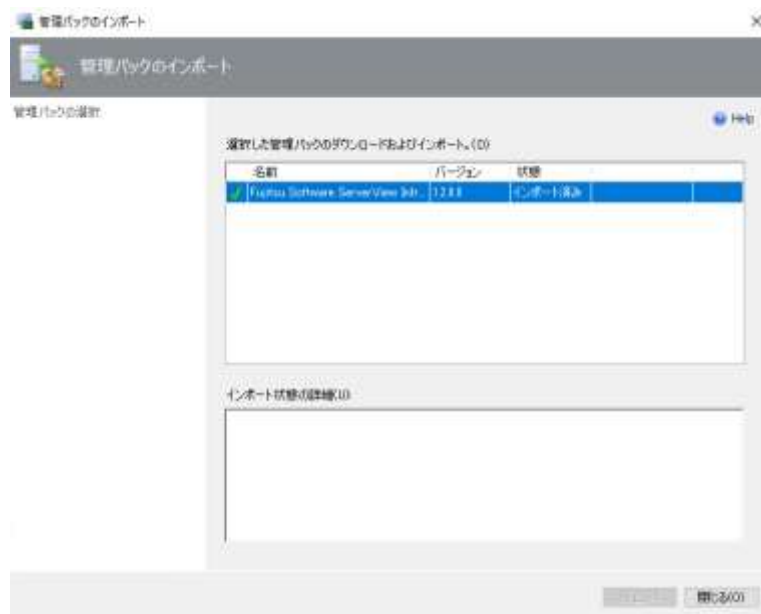 管理パックのインポート
管理パックのインポート
管理パックの選択
Help
選択した管理パックのダウンロードおよびインポート。(D)
名前 バージョン 状態
Fujitsu Software ServerView インポート済み
インポート状態の詳細(U)
閉じる(O)